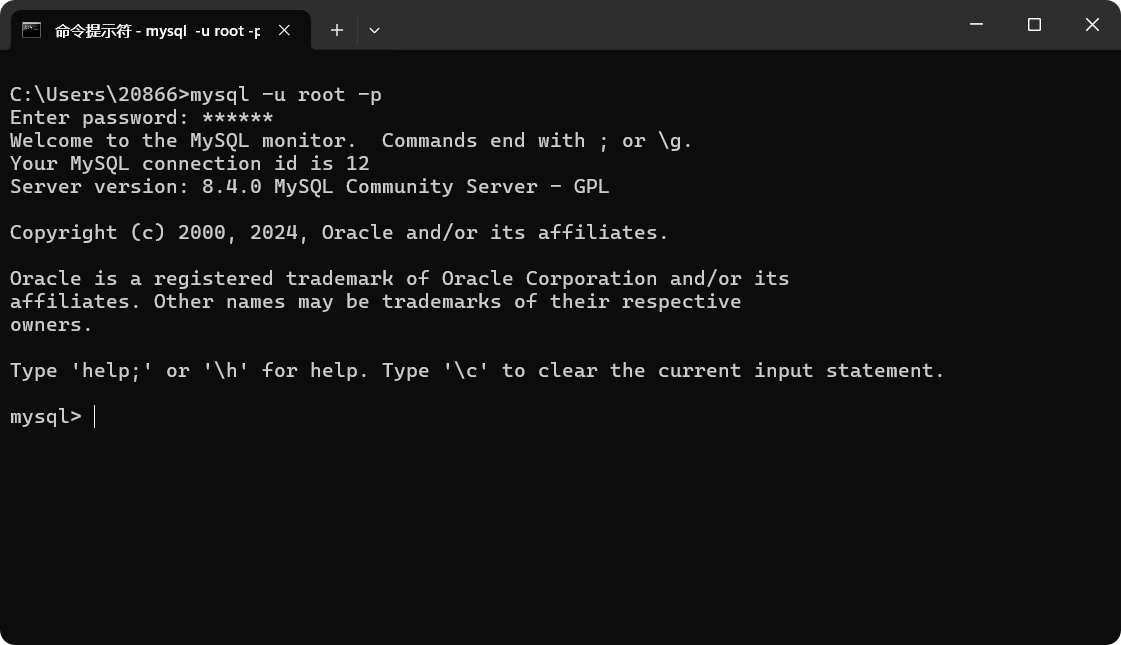 命令提示符 - mysql  -u root -p
C:\Users\20866>mysql -u root -p
Enter password: ******
Welcome to the MySQL monitor.  Commands end with ; or \g.
Your MySQL connection id is 12
Server version: 8.4.0 MySQL Community Server - GPL
Copyright (c) 2000, 2024, Oracle and/or its affiliates.
Oracle is a registered trademark of Oracle Corporation and/or its
affiliates. Other names may be trademarks of their respective
owners.
Type 'help;' or '\h' for help. Type '\c' to clear the current input statement.
mysql>